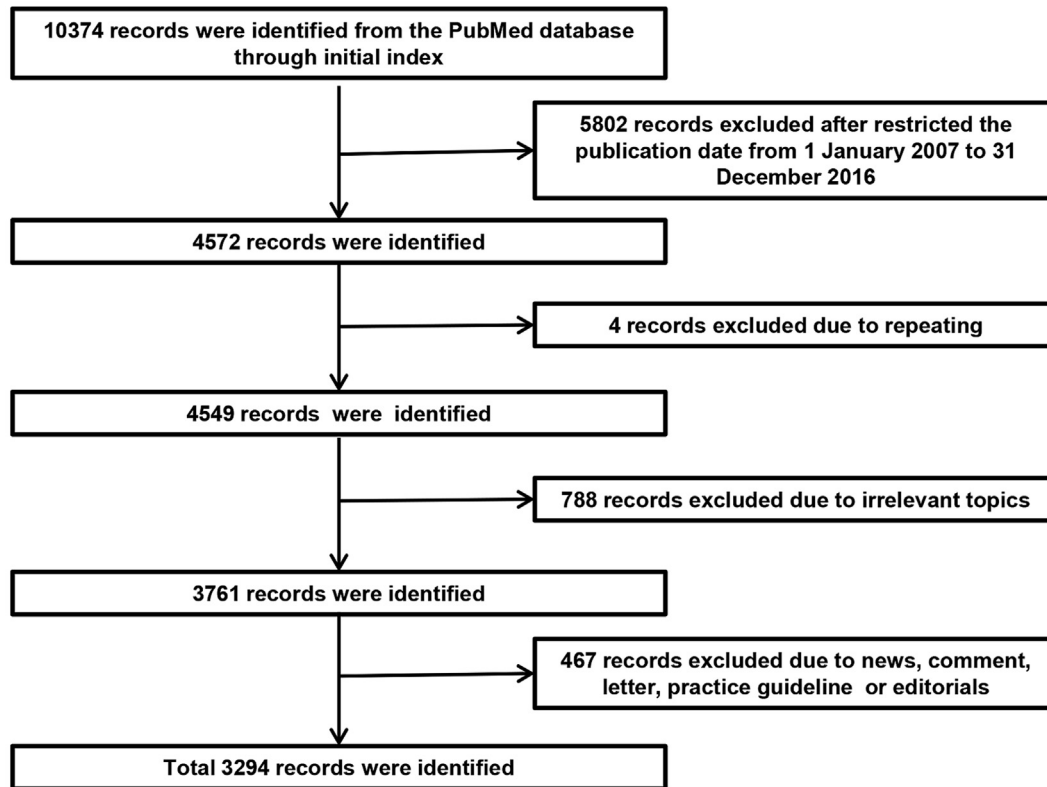 10374 records were identified from the PubMed database
through initial index
5802 records excluded after restricted the
publication date from 1 January 2007 to 31
December 2016
4572 records were identified
4 records excluded due to repeating
4549 records were identified
788 records excluded due to irrelevant topics
3761 records were identified
467 records excluded due to news, comment,
letter, practice guideline or editorials
Total 3294 records were identified